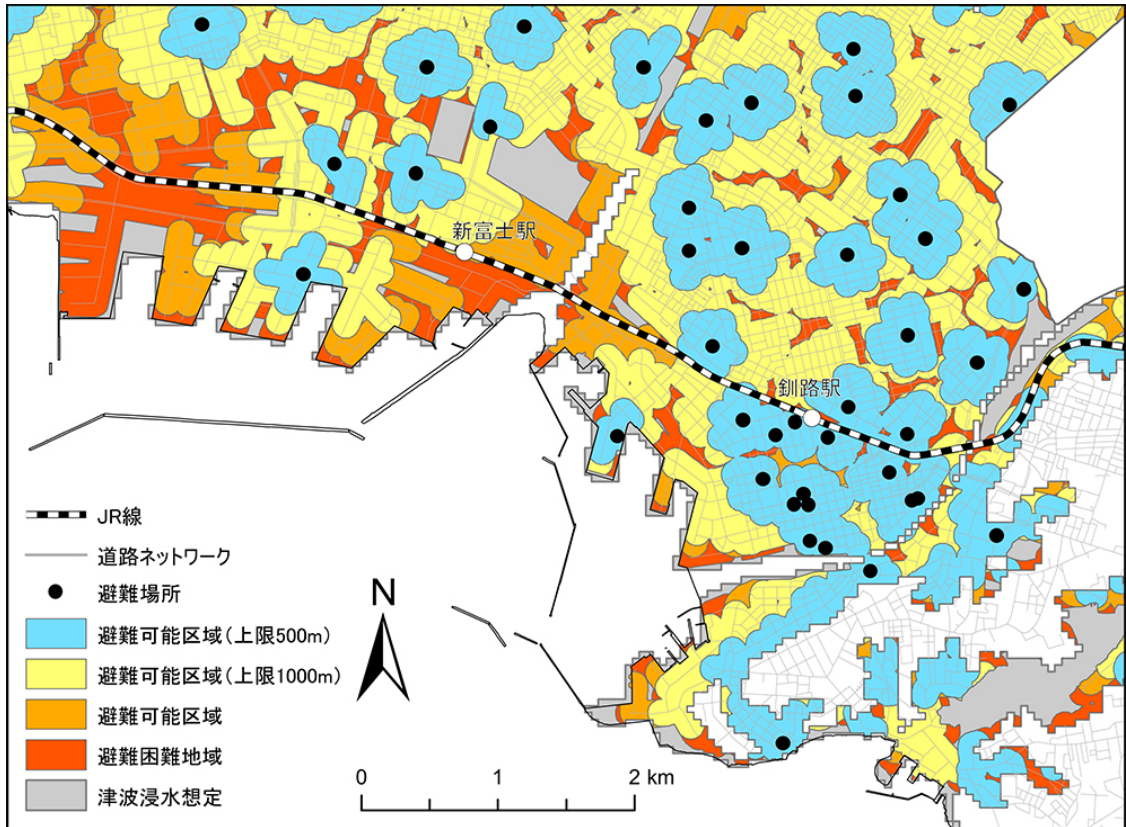 新富士駅
釧路駅
JR線
道路ネットワーク
避難場所
避難可能区域(上限500m)
避難可能区域(上限1000m)
避難可能区域
避難困難地域
津波浸水想定
N
0 1 2 km